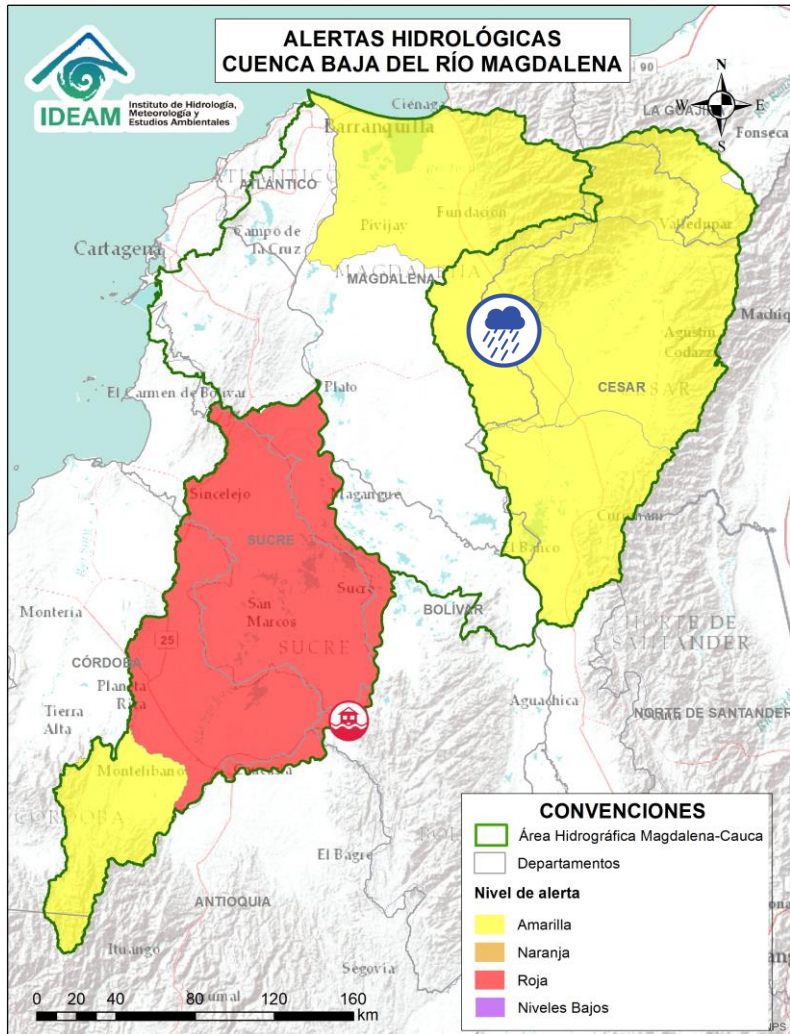 ALERTAS HIDROLÓGICAS
CUENCA BAJA DEL RÍO MAGDALENA
IDEAM
Instituto de Hidrología,
Meteorología y
Estudios Ambientales
N
W E
S
90
Ciénaga
LA GUAJIRA
Barranquilla
Fonseca
ATLÁNTICO
Pivijay
Fundación
Valledupar
Campo de
la Cruz
Cartagena
MAGDALENA
MAGDALENA
Agustín
Codazzi
CESAR
El Carmen de Bolívar
Plato
Sincelejo
Magangue
SUCRE
El Banco
Sucre
San
Marcos
BOLÍVAR
Montería
25
SUCRE
NORTE DE
SANTANDER
CÓRDOBA
Planeta
Rica
Tierra
Alta
Aguachica
NORTE DE SANTANDER
Montelibano
CÓRDOBA
El Bagre
ANTIOQUIA
Ituango
Segovia
0 20 40 80 120 160
km
CONVENCIONES
Área Hidrográfica Magdalena-Cauca
Departamentos
Nivel de alerta
Amarilla
Naranja
Roja
Niveles Bajos